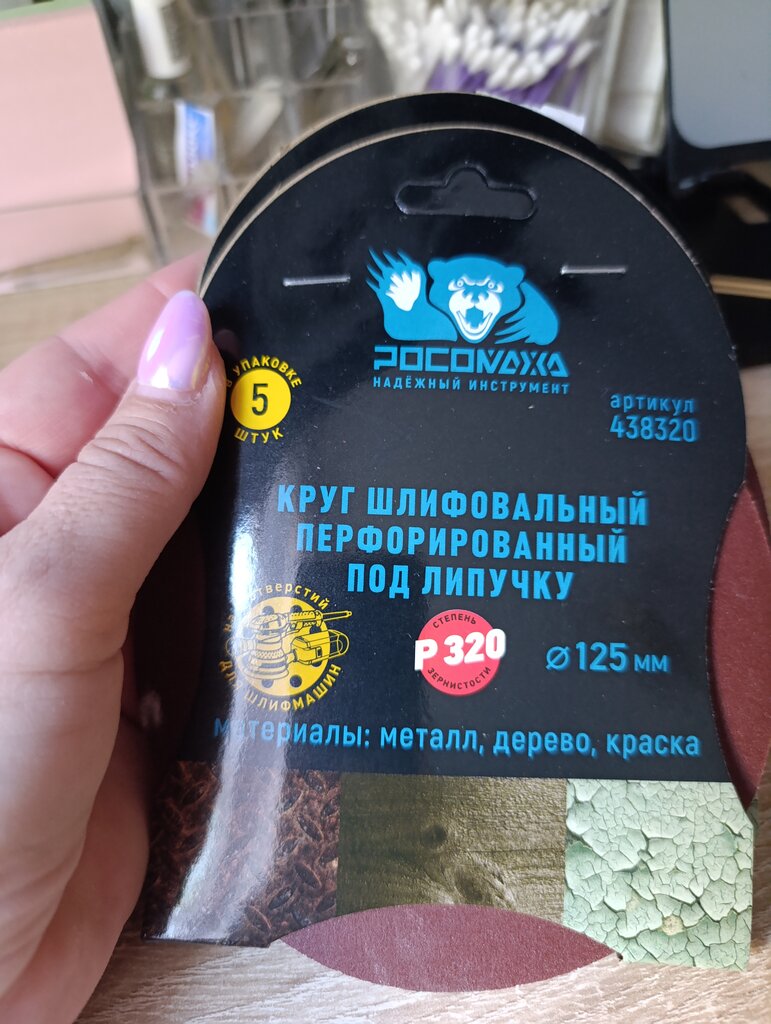 РОСОМАХА
НАДЁЖНЫЙ ИНСТРУМЕНТ
В УПАКОВКЕ
5
ШТУК
артикул
438320
КРУГ ШЛИФОВАЛЬНЫЙ
ПЕРФОРИРОВАННЫЙ
ПОД ЛИПУЧКУ
отверстий
ДЛЯ ШЛИФМАШИН
СТЕПЕНЬ
P 320
ЗЕРНИСТОСТИ
⌀ 125 мм
материалы: металл, дерево, краска